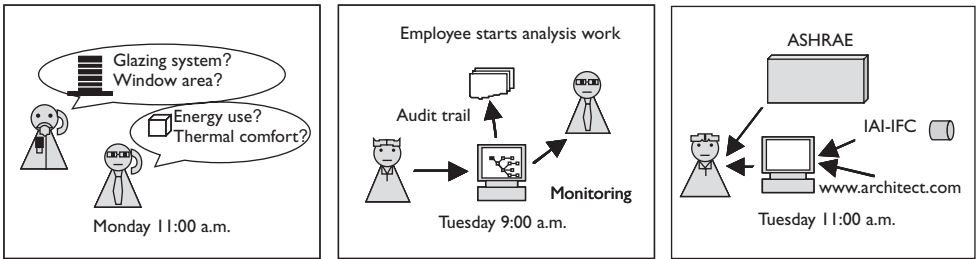 Glazing system?
Window area?
Energy use?
Thermal comfort?
Monday 11:00 a.m.
Employee starts analysis work
Audit trail
Monitoring
Tuesday 9:00 a.m.
ASHRAE
IAI-IFC
www.architect.com
Tuesday 11:00 a.m.